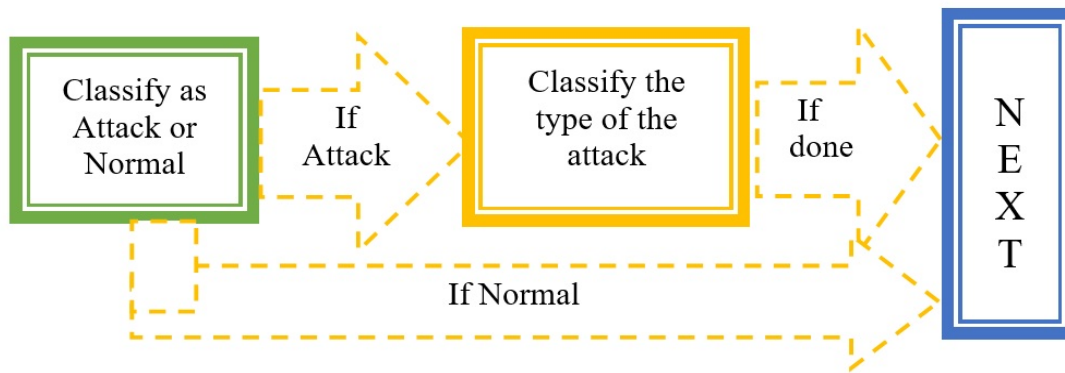 Classify as
Attack or
Normal
If
Attack
Classify the
type of the
attack
If
done
N
E
X
T
If Normal